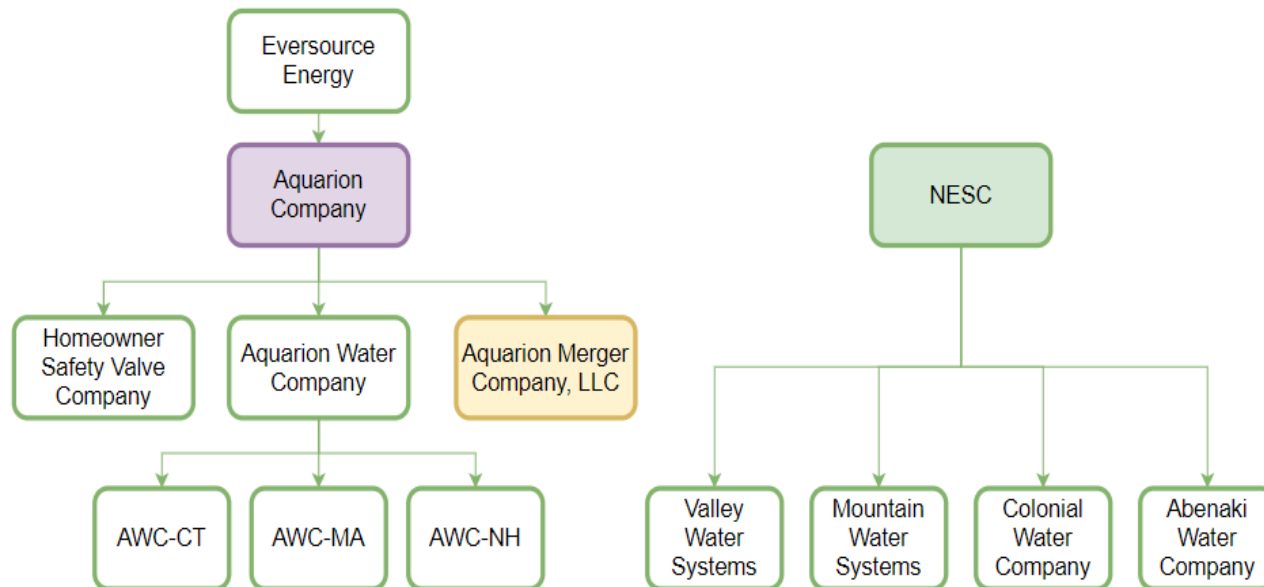 Eversource
Energy
Aquarion
Company
NESC
Homeowner
Safety Valve
Company
Aquarion Water
Company
Aquarion Merger
Company, LLC
AWC-CT
AWC-MA
AWC-NH
Valley
Water
Systems
Mountain
Water
Systems
Colonial
Water
Company
Abenaki
Water
Company